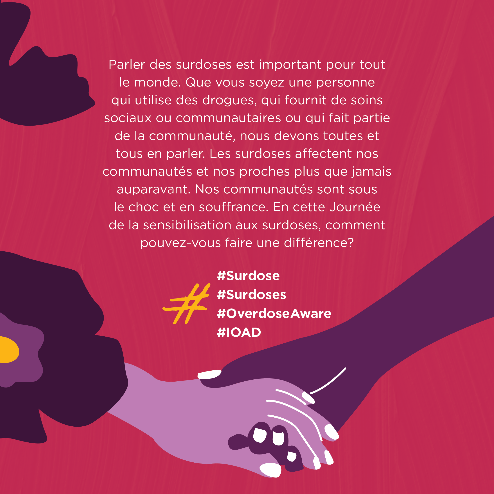 Parler des surdoses est important pour tout
le monde. Que vous soyez une personne
qui utilise des drogues, qui fournit de soins
sociaux ou communautaires ou qui fait partie
de la communauté, nous devons toutes et
tous en parler. Les surdoses affectent nos
communautés et nos proches plus que jamais
auparavant. Nos communautés sont sous
le choc et en souffrance. En cette Journée
de la sensibilisation aux surdoses, comment
pouvez-vous faire une différence?
#
#Surdose
#Surdoses
#OverdoseAware
#IOAD